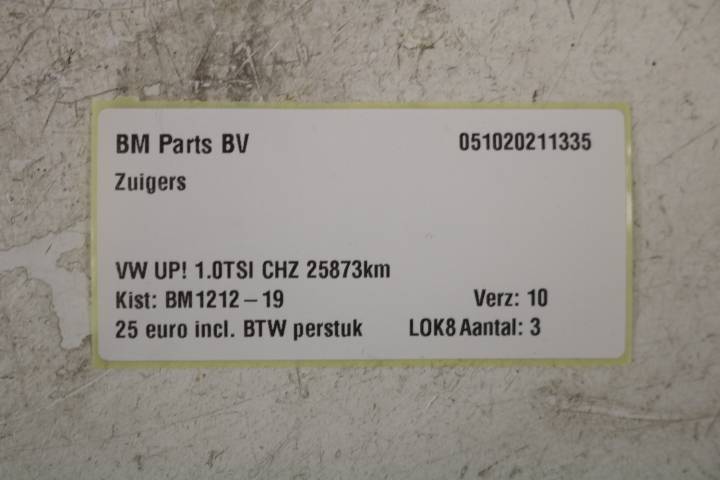 BM Parts BV 051020211335
Zuigers
VW UP! 1.0TSI CHZ 25873km
Kist: BM1212-19 Verz: 10
25 euro incl. BTW perstuk LOK8 Aantal: 3